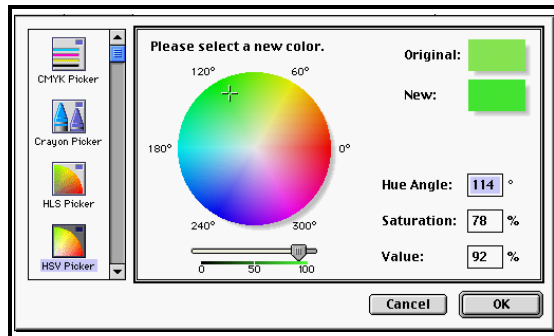 CMYK Picker
Crayon Picker
HLS Picker
HSV Picker
Please select a new color.
120°
60°
180°
0°
240°
300°
0
50
100
Original:
New:
Hue Angle: 114 °
Saturation: 78 %
Value: 92 %
Cancel
OK